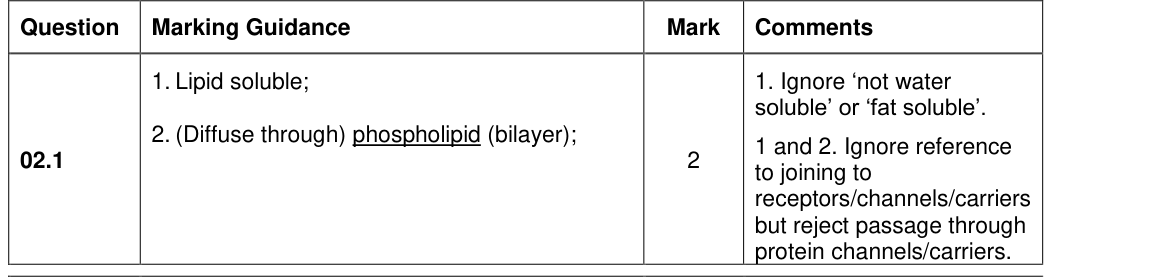 Question Marking Guidance Mark Comments
02.1
1. Lipid soluble;
2. (Diffuse through) phospholipid (bilayer);
2
1. Ignore ‘not water
soluble’ or ‘fat soluble’.
1 and 2. Ignore reference
to joining to
receptors/channels/carriers
but reject passage through
protein channels/carriers.